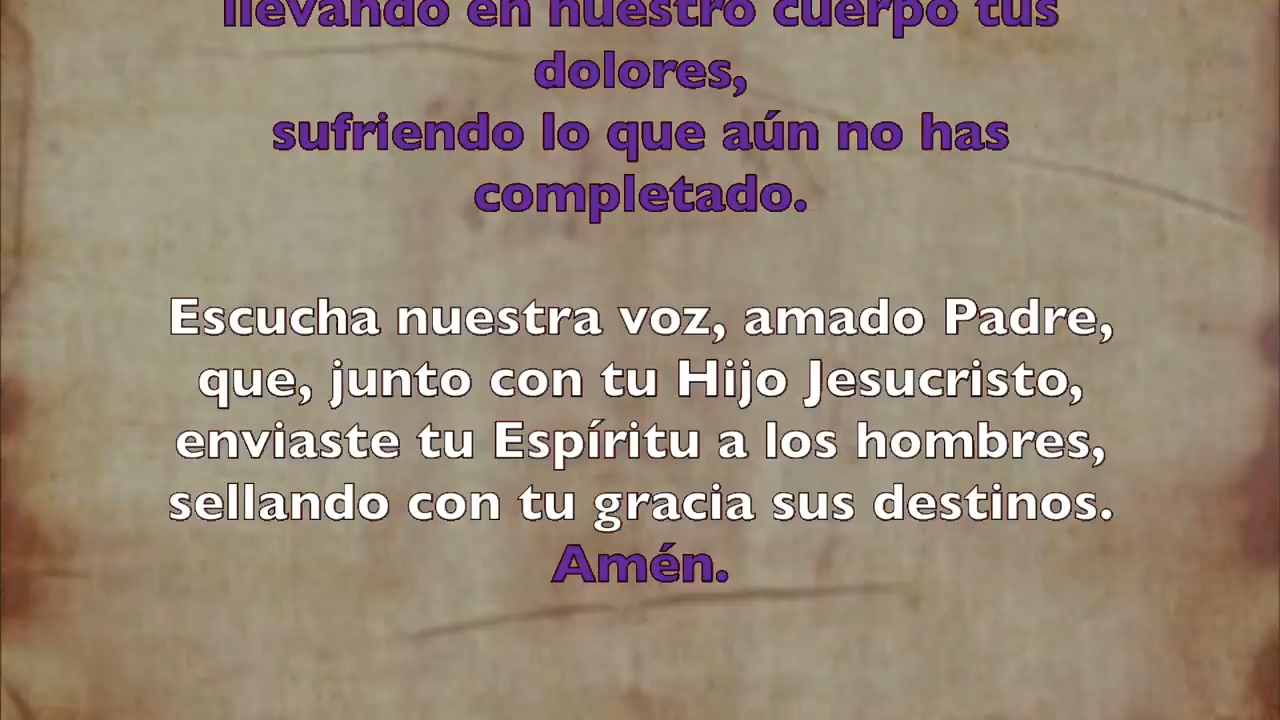 llevando en nuestro cuerpo tus
dolores,
sufriendo lo que aún no has
completado.
Escucha nuestra voz, amado Padre,
que, junto con tu Hijo Jesucristo,
enviaste tu Espíritu a los hombres,
sellando con tu gracia sus destinos.
Amén.